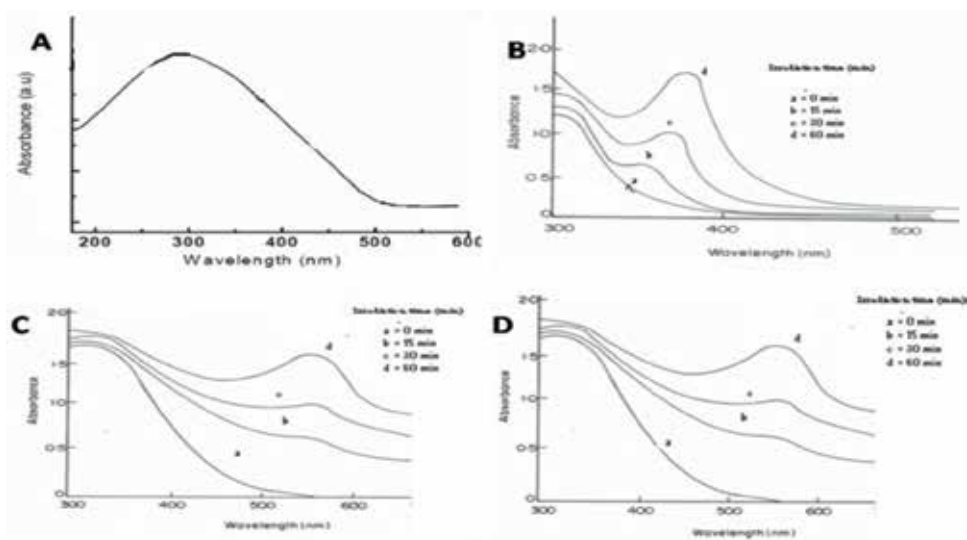 A
Absorbance (a.u)
200 300 400 500 600
Wavelength (nm)
B
2.0
1.5
1.0
0.5
0
Absorbance
a = 0 min
b = 15 min
c = 30 min
d = 60 min
d
c
b
a
300 400 500
Wavelength (nm)
C
2.0
1.5
1.0
0.5
0
Absorbance
a = 0 min
b = 15 min
c = 30 min
d = 60 min
d
c
b
a
300 400 500 600
Wavelength (nm)
D
2.0
1.5
1.0
0.5
0
Absorbance
a = 0 min
b = 15 min
c = 30 min
d = 60 min
d
c
b
a
300 400 500 600
Wavelength (nm)